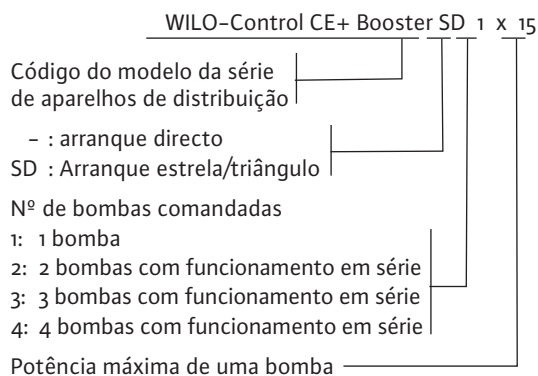 WILO-Control CE+ Booster SD 1 x 15
Código do modelo da série
de aparelhos de distribuição
- : arranque directo
SD : Arranque estrela/triângulo
Nº de bombas comandadas
1: 1 bomba
2: 2 bombas com funcionamento em série
3: 3 bombas com funcionamento em série
4: 4 bombas com funcionamento em série
Potência máxima de uma bomba